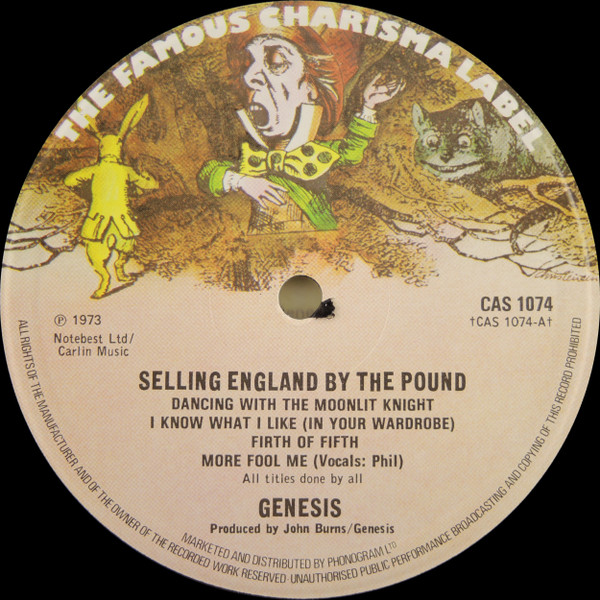 THE FAMOUS CHARISMA LABEL
℗ 1973
Notebest Ltd/
Carlin Music
CAS 1074
†CAS 1074-A†
SELLING ENGLAND BY THE POUND
DANCING WITH THE MOONLIT KNIGHT
I KNOW WHAT I LIKE (IN YOUR WARDROBE)
FIRTH OF FIFTH
MORE FOOL ME (Vocals: Phil)
All titles done by all
GENESIS
Produced by John Burns/Genesis
MARKETED AND DISTRIBUTED BY PHONOGRAM LTD
ALL RIGHTS OF THE MANUFACTURER AND OF THE OWNER OF THE RECORDED WORK RESERVED·UNAUTHORISED PUBLIC PERFORMANCE BROADCASTING AND COPYING OF THIS RECORD PROHIBITED